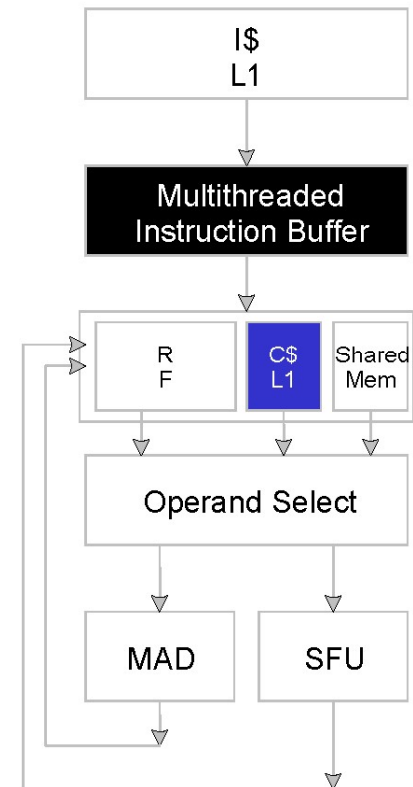 I$
L1
Multithreaded
Instruction Buffer
R
F
C$
L1
Shared
Mem
Operand Select
MAD
SFU